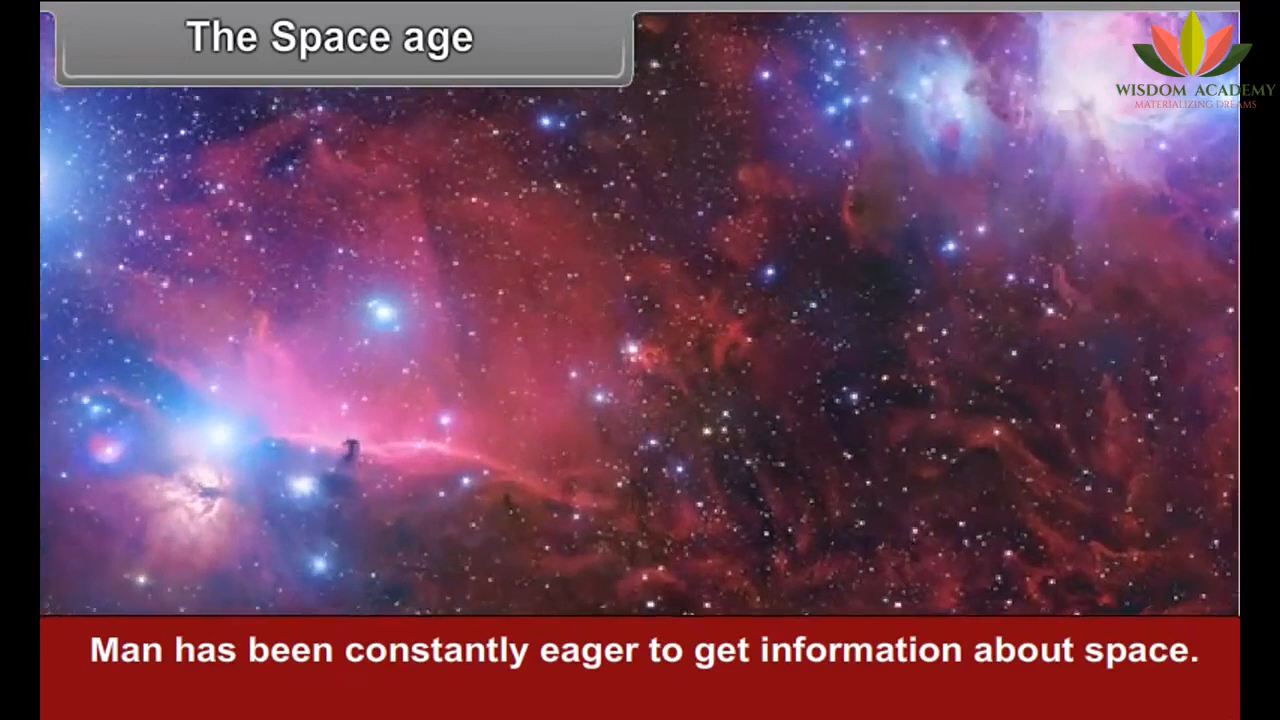 The Space age
WISDOM ACADEMY
MATERIALIZING DREAMS
Man has been constantly eager to get information about space.